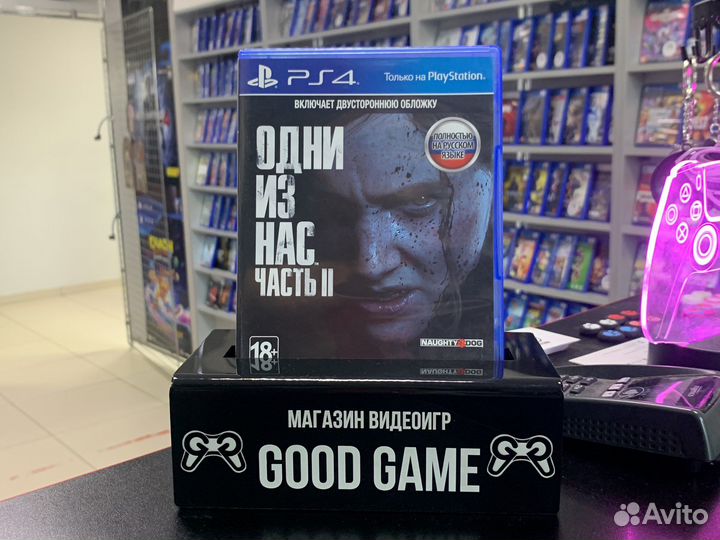 PS4
Только на PlayStation
ВКЛЮЧАЕТ ДВУСТОРОННЮЮ ОБЛОЖКУ
ПОЛНОСТЬЮ
НА РУССКОМ
ЯЗЫКЕ
ОДНИ
ИЗ
НАС™
ЧАСТЬ II
18+
NAUGHTY DOG
МАГАЗИН ВИДЕОИГР
GOOD GAME
Avito